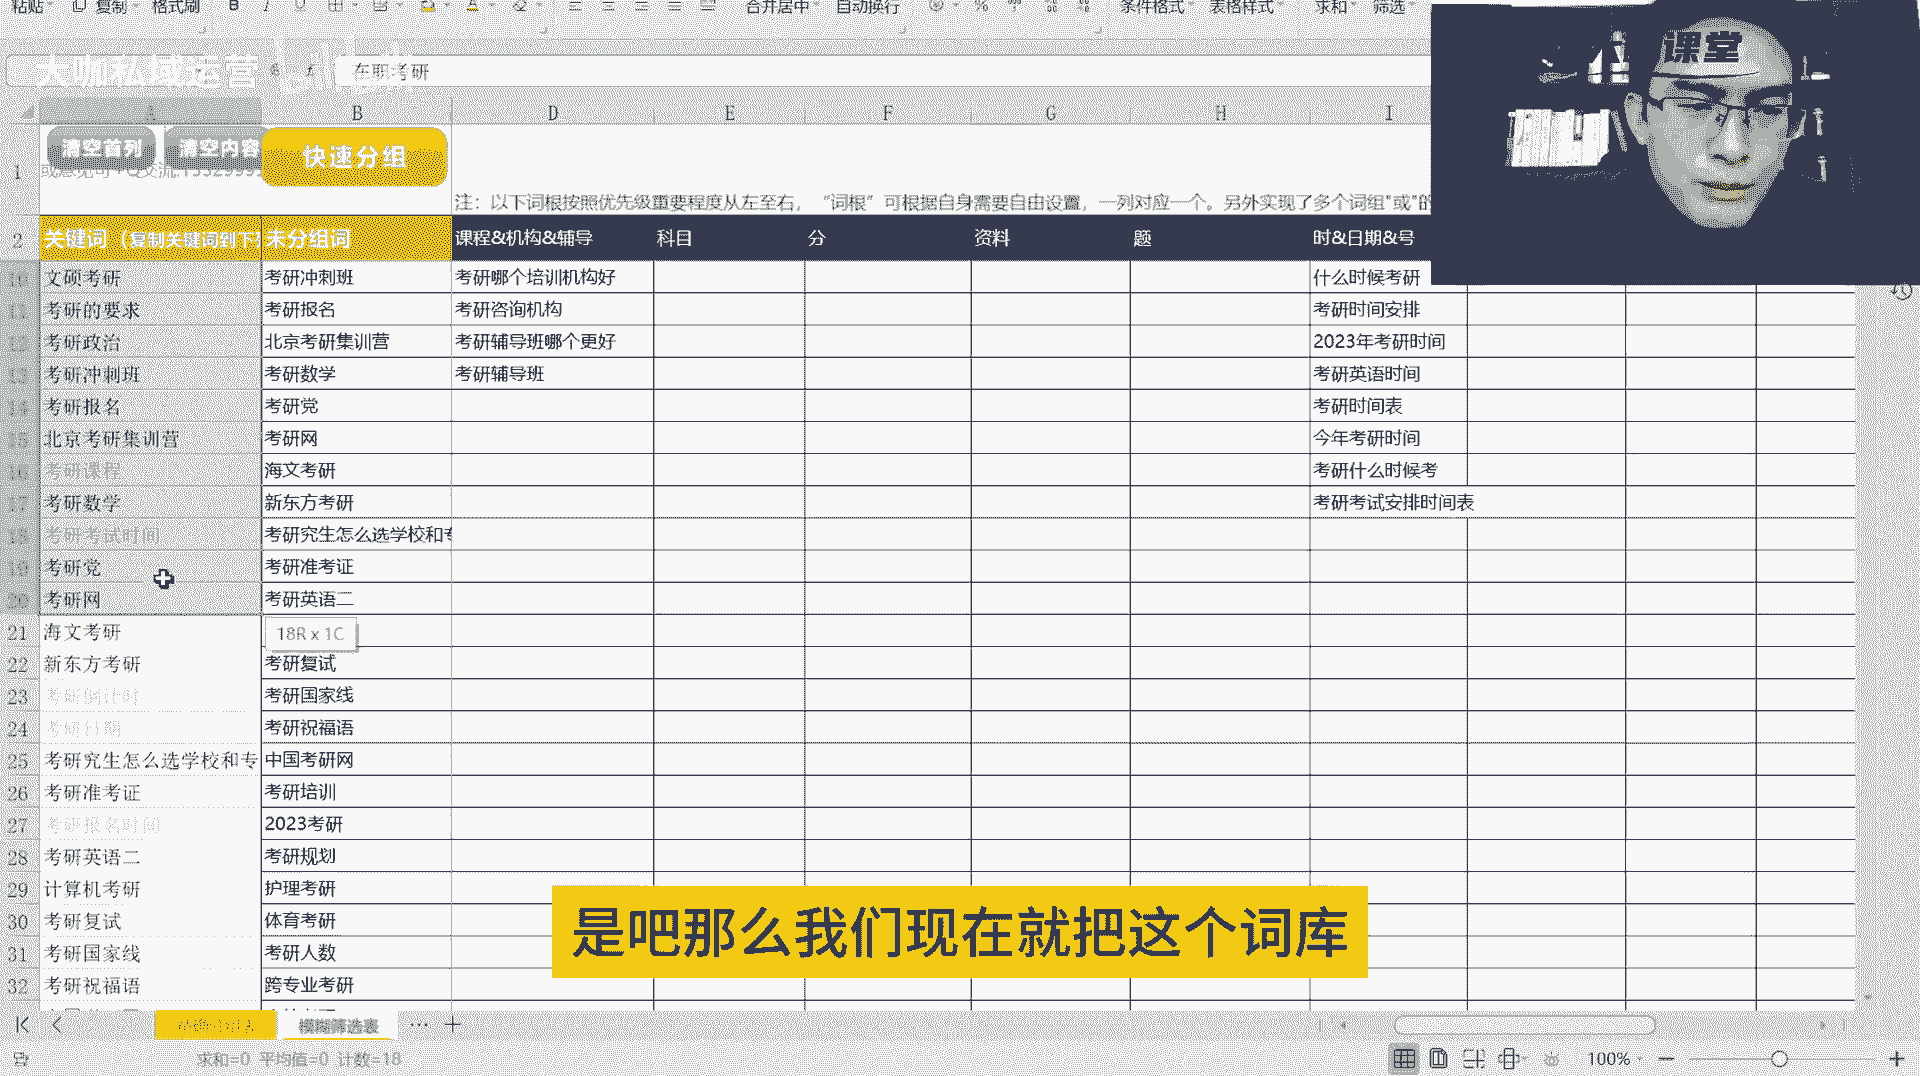 粘贴 复制 格式刷 B I U 合并居中 自动换行 % 条件格式 表格样式 求和 筛选
大咖私域运营
在职考研
课堂
A B D E F G H I
清空首列 清空内容 快速分组
1
注：以下词根按照优先级重要程度从左至右，“词根”可根据自身需要自由设置，一列对应一个。另外实现了多个词组"或"的
2 关键词（复制关键词到下 未分组词 课程&机构&辅导 科目 分 资料 题 时&日期&号
10 文硕考研 考研冲刺班 考研哪个培训机构好 什么时候考研
11 考研的要求 考研报名 考研咨询机构 考研时间安排
12 考研政治 北京考研集训营 考研辅导班哪个更好 2023年考研时间
13 考研冲刺班 考研数学 考研辅导班 考研英语时间
14 考研报名 考研党 考研时间表
15 北京考研集训营 考研网 今年考研时间
16 考研课程 海文考研 考研什么时候考
17 考研数学 新东方考研 考研考试安排时间表
18 考研考试时间 考研究生怎么选学校和专
19 考研党 考研准考证
20 考研网 考研英语二
21 海文考研 18R x 1C
22 新东方考研 考研复试
23 考研倒计时 考研国家线
24 考研日期 考研祝福语
25 考研究生怎么选学校和专 中国考研网
26 考研准考证 考研培训
27 考研报名时间 2023考研
28 考研英语二 考研规划
29 计算机考研 护理考研
30 考研复试 体育考研
31 考研国家线 考研人数
32 考研祝福语 跨专业考研
是吧那么我们现在就把这个词库
模糊筛选表 ··· +
求和=0 平均值=0 计数=18
100% − +